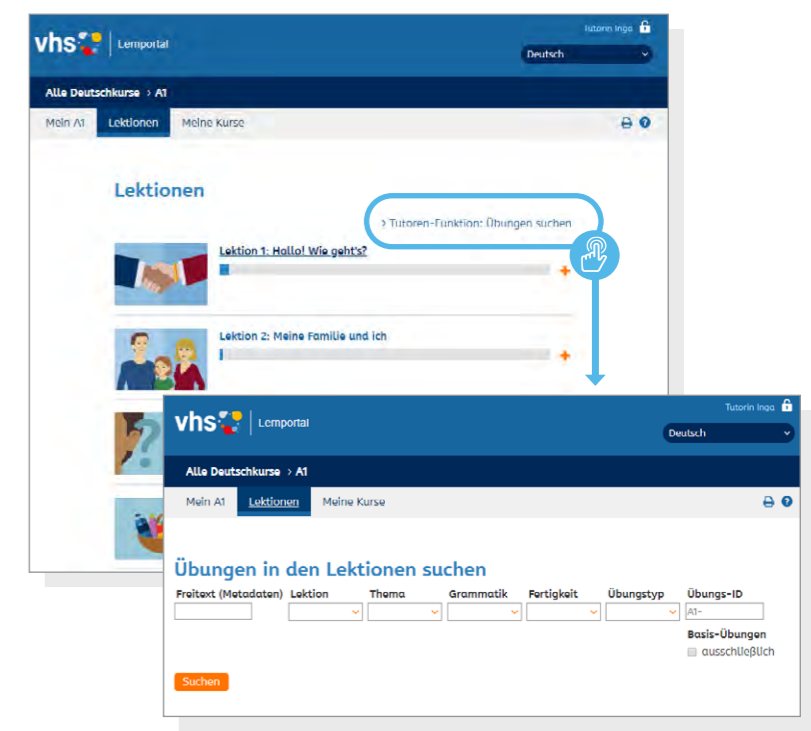 Tutorin Inga
vhs Lernportal
Deutsch
Alle Deutschkurse > A1
Mein A1 Lektionen Meine Kurse
Lektionen
> Tutoren-Funktion: Übungen suchen
Lektion 1: Hallo! Wie geht's?
Lektion 2: Meine Familie und ich
Tutorin Inga
vhs Lernportal
Deutsch
Alle Deutschkurse > A1
Mein A1 Lektionen Meine Kurse
Übungen in den Lektionen suchen
Freitext (Metadaten) Lektion Thema Grammatik Fertigkeit Übungstyp Übungs-ID
A1-
Basis-Übungen
ausschließlich
Suchen